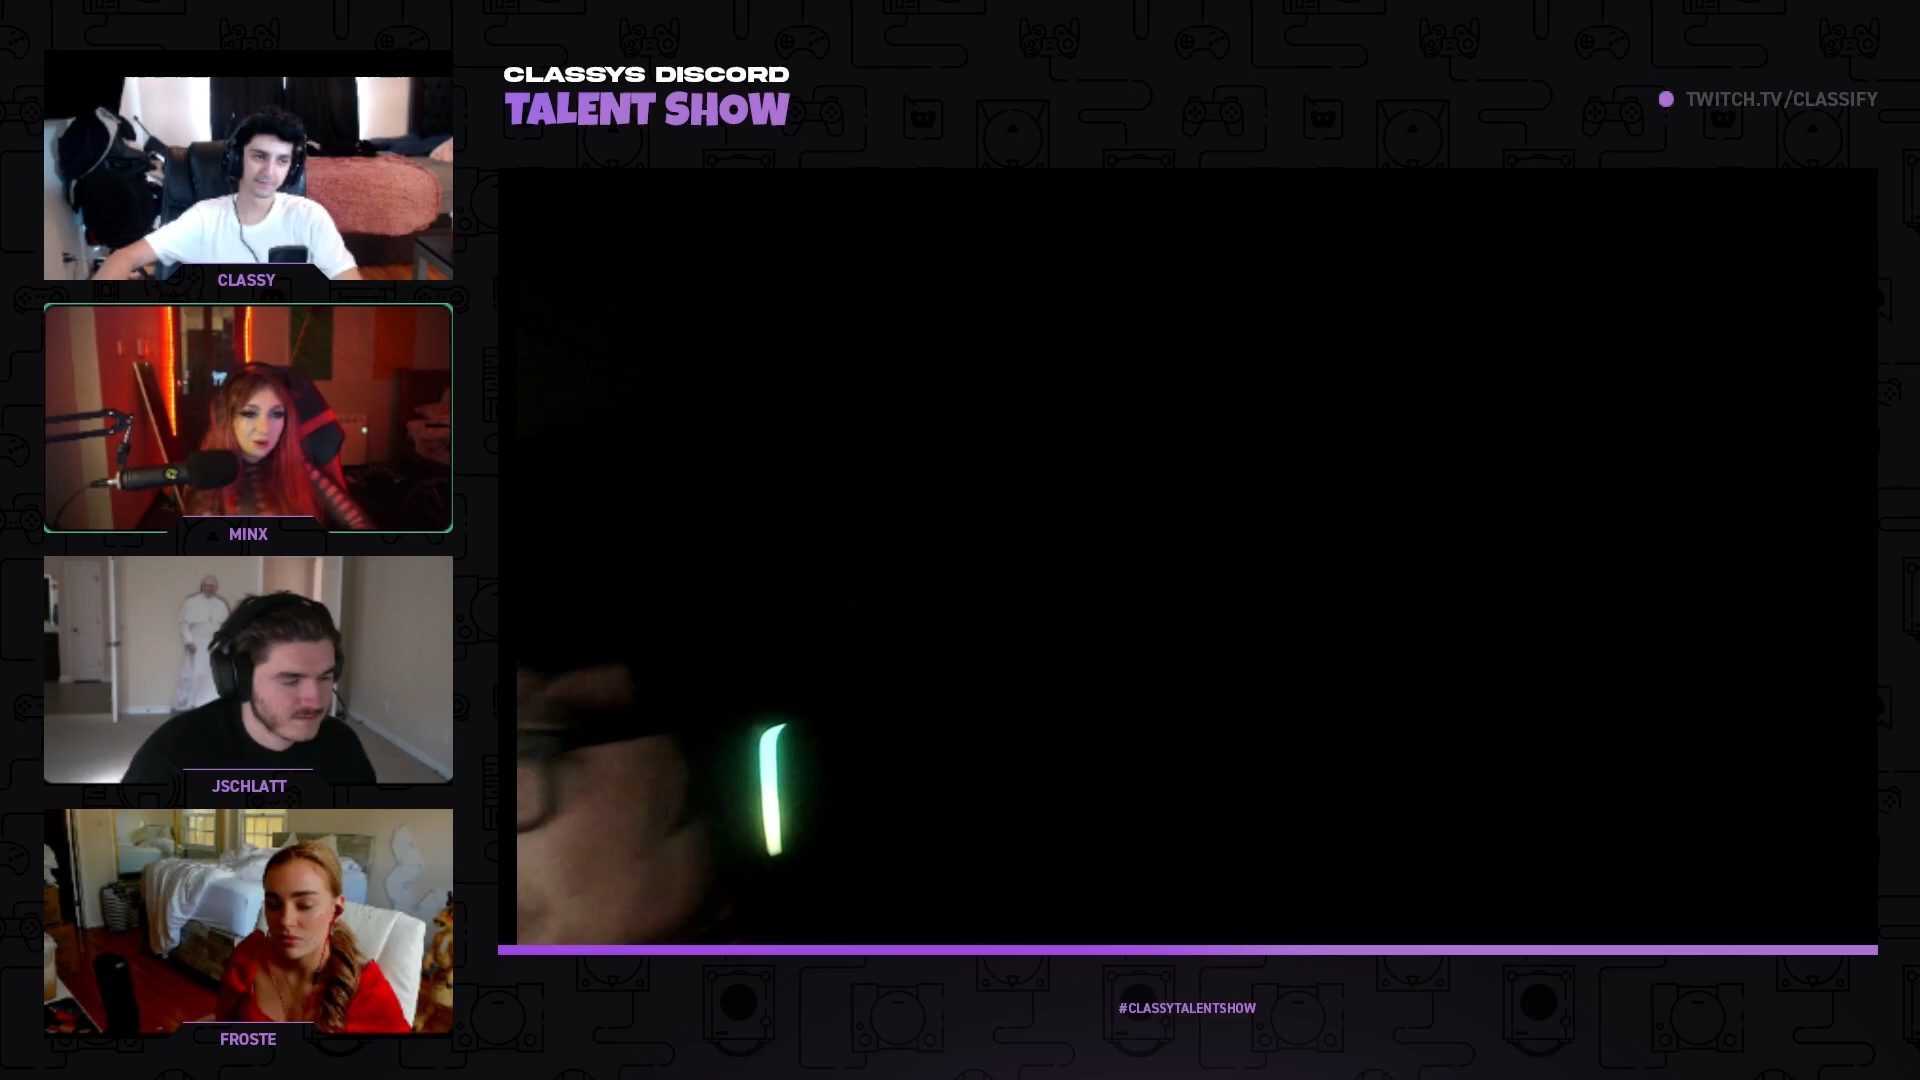 CLASSYS DISCORD
TALENT SHOW
TWITCH.TV/CLASSIFY
CLASSY
MINX
JSCHLATT
FROSTE
#CLASSYTALENTSHOW